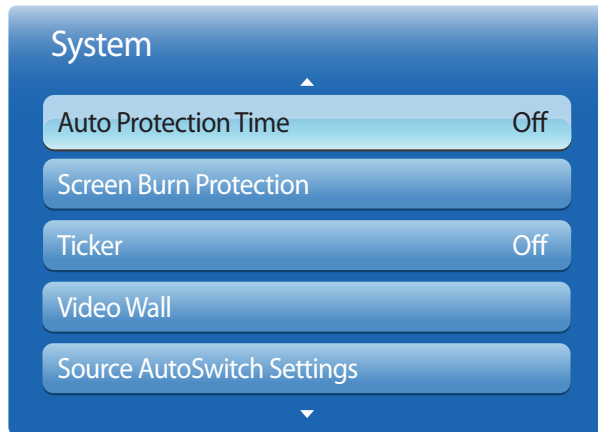 System
Auto Protection Time Off
Screen Burn Protection
Ticker Off
Video Wall
Source AutoSwitch Settings